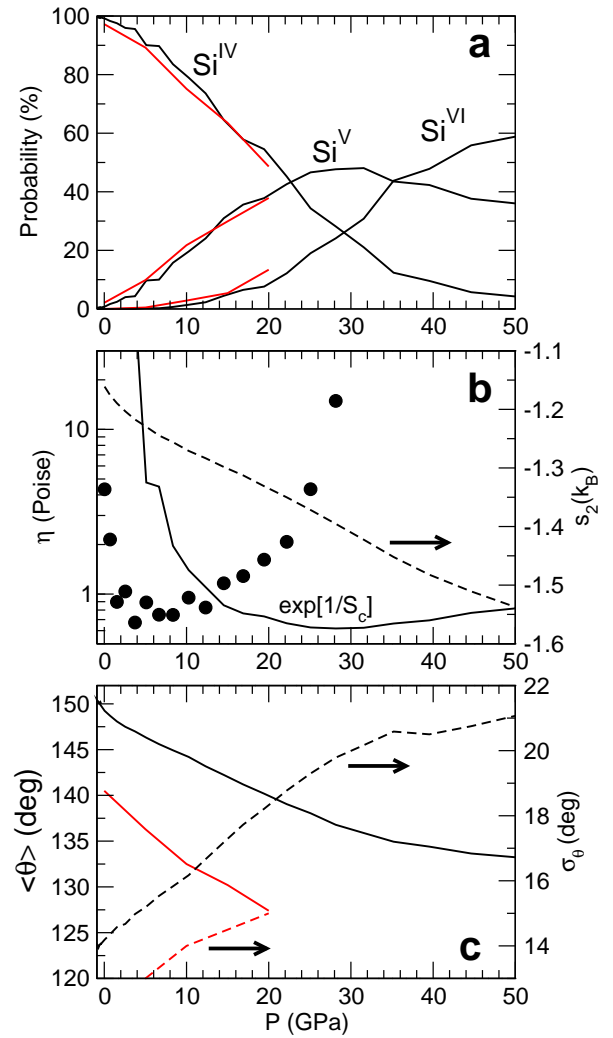 a
Si^IV
Si^V
Si^VI
Probability (%)
100
80
60
40
20
0
0 10 20 30 40 50
b
η (Poise)
10
1
exp[1/S_c]
s_2(k_B)
-1.1
-1.2
-1.3
-1.4
-1.5
-1.6
0 10 20 30 40 50
c
<θ> (deg)
150
145
140
135
130
125
120
σ_θ (deg)
22
20
18
16
14
0 10 20 30 40 50
P (GPa)